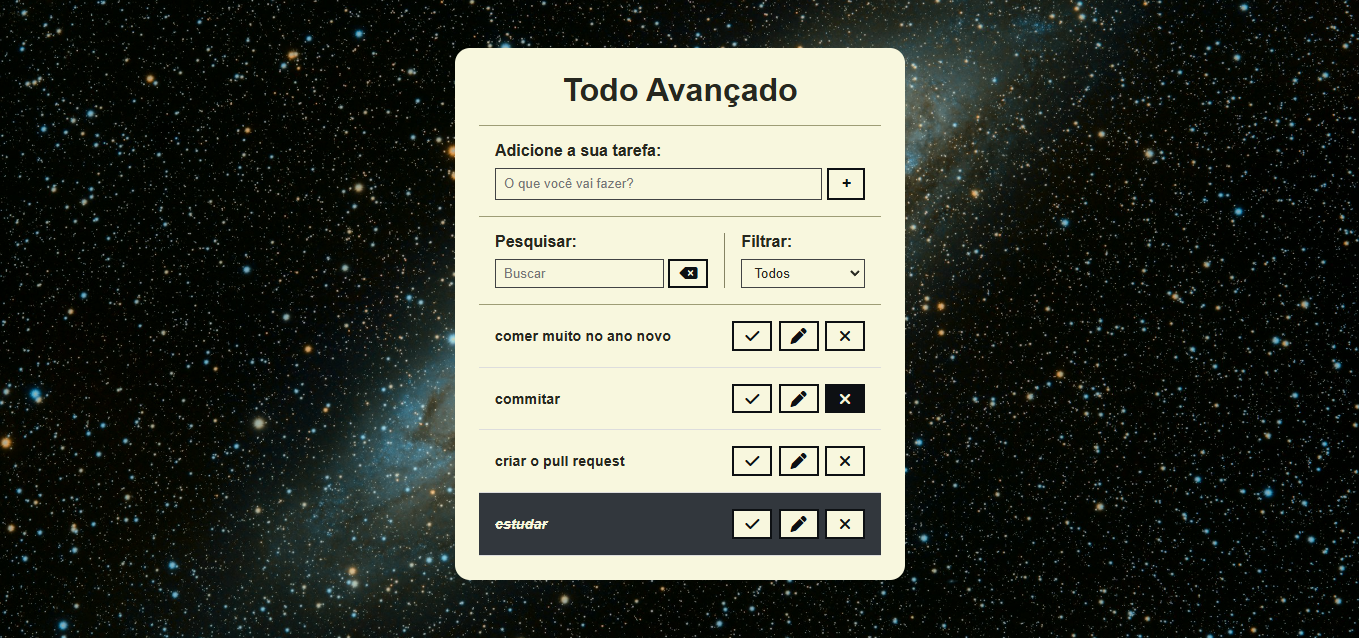 Todo Avançado
Adicione a sua tarefa:
O que você vai fazer?
+
Pesquisar:
Filtrar:
Buscar
Todos
comer muito no ano novo
commitar
criar o pull request
estudar